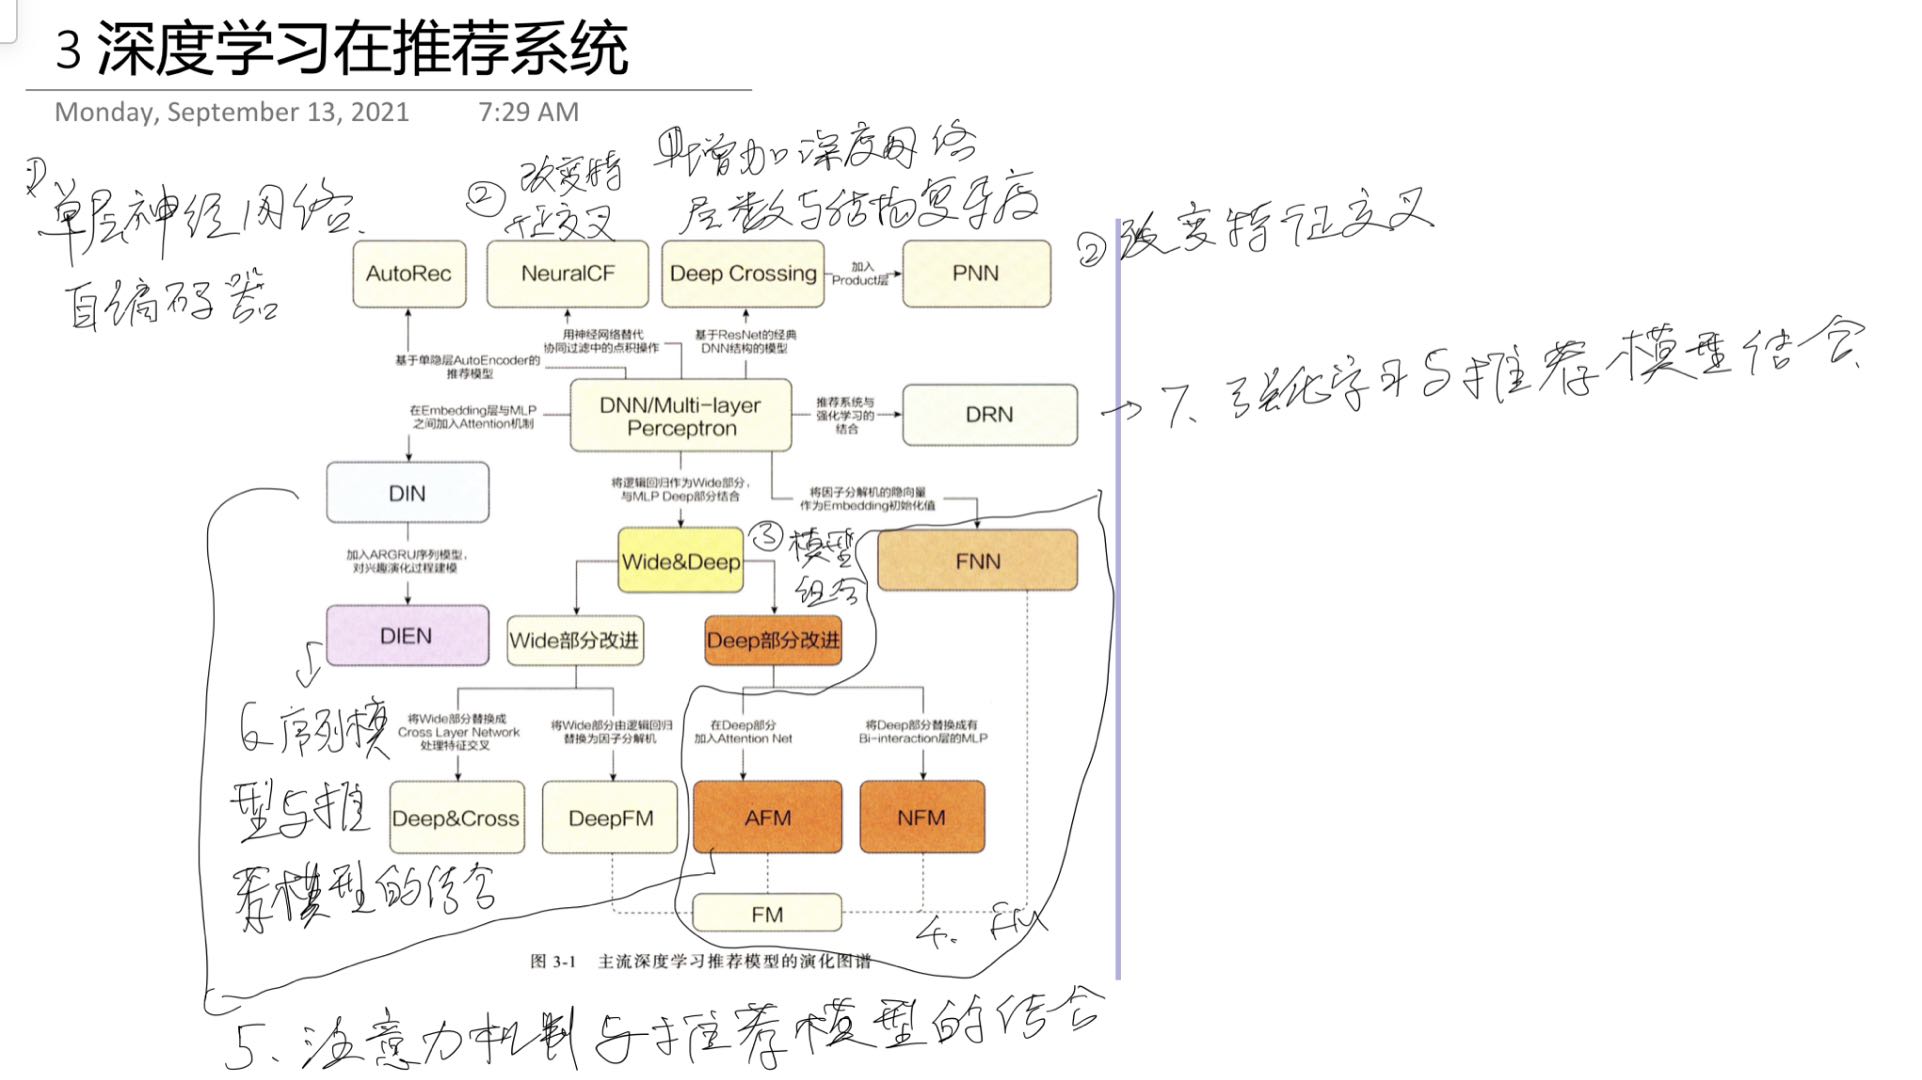 3 深度学习在推荐系统
Monday, September 13, 2021 7:29 AM
① 单层神经网络
自编码器
② 改变特
征交叉
① 增加深度网络
层数与结构复杂度
② 改变特征交叉
AutoRec
NeuralCF
Deep Crossing
加入
Product层
PNN
基于单隐层AutoEncoder的
推荐模型
用神经网络替代
协同过滤中的点积操作
基于ResNet的经典
DNN结构的模型
在Embedding层与MLP
之间加入Attention机制
DNN/Multi-layer
Perceptron
推荐系统与
强化学习的
结合
DRN
→ 7、强化学习与推荐模型结合
DIN
将逻辑回归作为Wide部分,
与MLP Deep部分结合
将因子分解机的隐向量
作为Embedding初始化值
加入ARGRU序列模型,
对兴趣演化过程建模
Wide&Deep
③ 模型
组合
FNN
DIEN
Wide部分改进
Deep部分改进
6、序列模
型与推
荐模型的结合
将Wide部分替换成
Cross Layer Network
处理特征交叉
将Wide部分由逻辑回归
替换为因子分解机
在Deep部分
加入Attention Net
将Deep部分替换成有
Bi-interaction层的MLP
Deep&Cross
DeepFM
AFM
NFM
FM
4、FM
图 3-1 主流深度学习推荐模型的演化图谱
5、注意力机制与推荐模型的结合